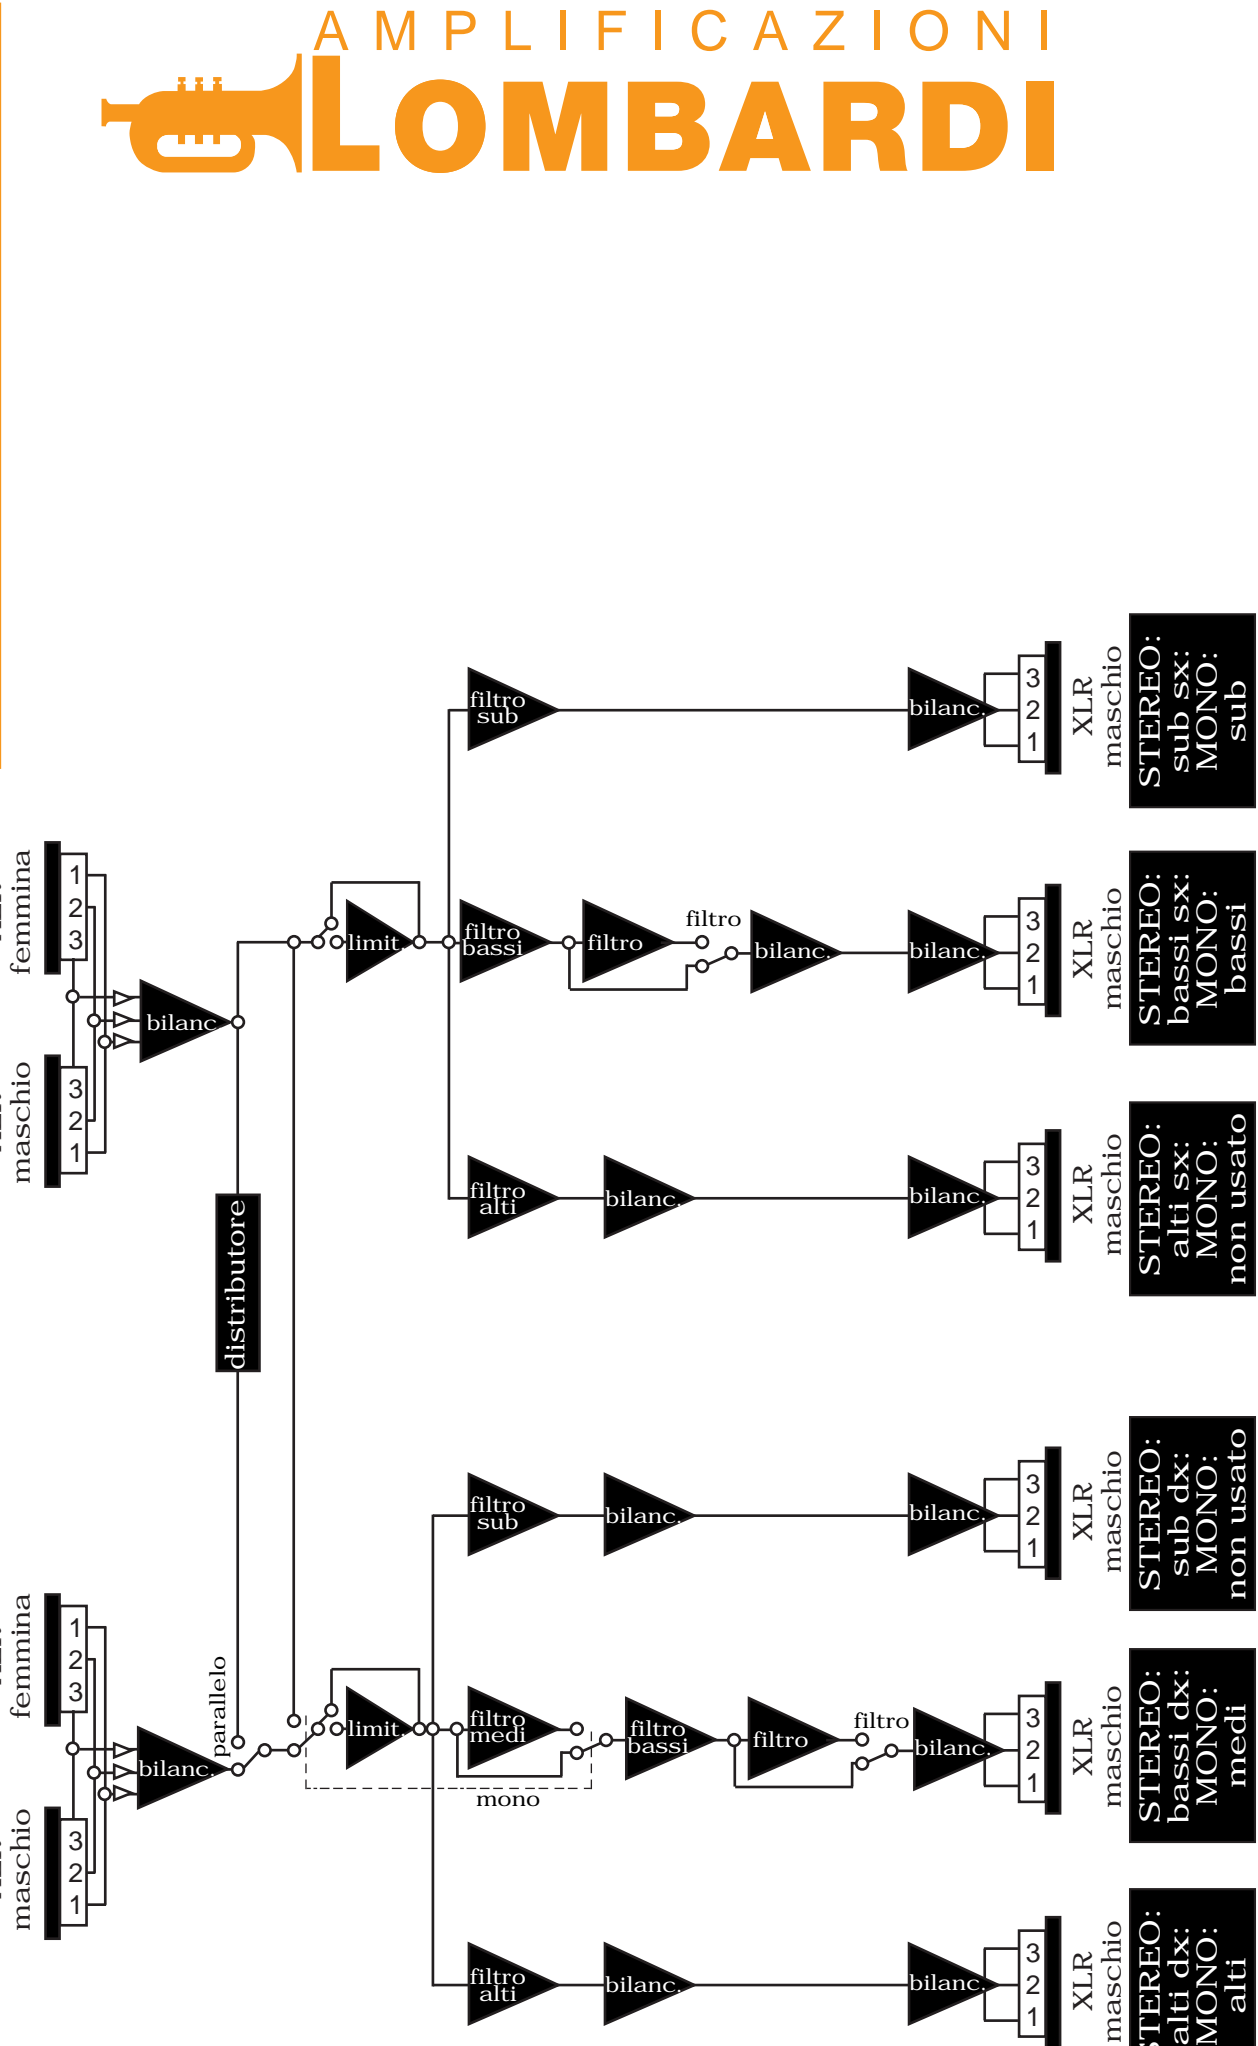 AMPLIFICAZIONI
LOMBARDI
filtro
sub
bilanc.
3
2
1
XLR
maschio
STEREO:
sub sx:
MONO:
sub
femmina
1
2
3
maschio
3
2
1
bilanc
limit.
filtro
bassi
filtro
filtro
bilanc.
bilanc.
3
2
1
XLR
maschio
STEREO:
bassi sx:
MONO:
bassi
filtro
alti
bilanc.
bilanc.
3
2
1
XLR
maschio
STEREO:
alti sx:
MONO:
non usato
distributore
filtro
sub
bilanc.
bilanc.
3
2
1
XLR
maschio
STEREO:
sub dx:
MONO:
non usato
femmina
1
2
3
maschio
3
2
1
bilanc.
parallelo
limit.
filtro
medi
mono
filtro
bassi
filtro
filtro
bilanc.
3
2
1
XLR
maschio
STEREO:
bassi dx:
MONO:
medi
filtro
alti
bilanc.
bilanc.
3
2
1
XLR
maschio
STEREO:
alti dx:
MONO:
alti